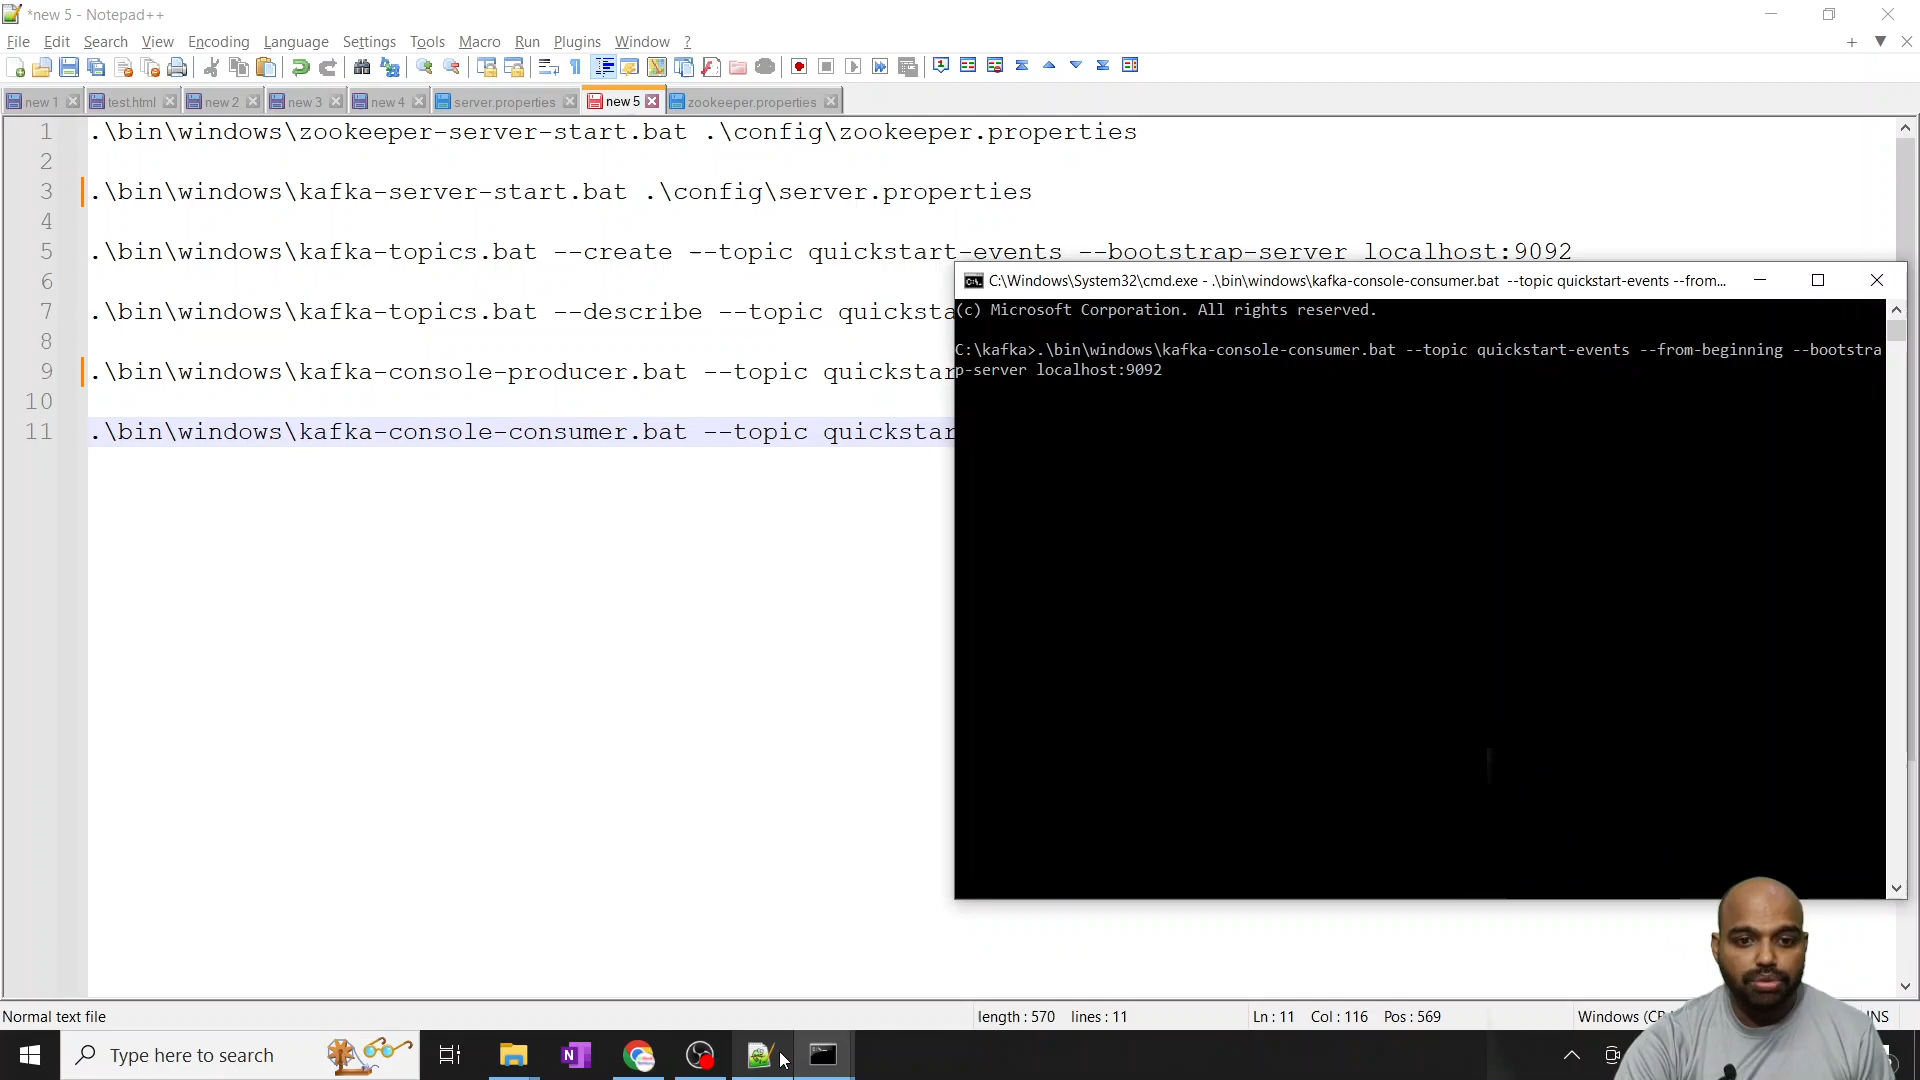 *new 5 - Notepad++
File Edit Search View Encoding Language Settings Tools Macro Run Plugins Window ?
new 1 test.html new 2 new 3 new 4 server.properties new 5 zookeeper.properties
1 .\bin\windows\zookeeper-server-start.bat .\config\zookeeper.properties
2
3 .\bin\windows\kafka-server-start.bat .\config\server.properties
4
5 .\bin\windows\kafka-topics.bat --create --topic quickstart-events --bootstrap-server localhost:9092
6
7 .\bin\windows\kafka-topics.bat --describe --topic quicksta
8
9 .\bin\windows\kafka-console-producer.bat --topic quickstar
10
11 .\bin\windows\kafka-console-consumer.bat --topic quickstar
C:\Windows\System32\cmd.exe - .\bin\windows\kafka-console-consumer.bat --topic quickstart-events --from...
(c) Microsoft Corporation. All rights reserved.
C:\kafka>.\bin\windows\kafka-console-consumer.bat --topic quickstart-events --from-beginning --bootstra
p-server localhost:9092
Normal text file length : 570 lines : 11 Ln : 11 Col : 116 Pos : 569 Windows (C INS
Type here to search